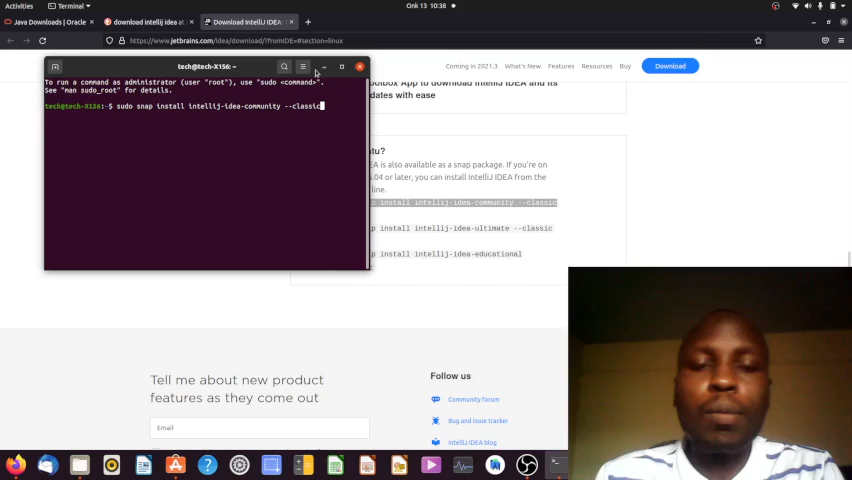 Activities
Terminal
Onk 13 10:38
Java Downloads | Oracle
download intellij idea at
Download IntelliJ IDEA:
https://www.jetbrains.com/idea/download/?fromIDE=#section=linux
tech@tech-X156: ~
Coming in 2021.3
What's New
Features
Resources
Buy
Download
To run a command as administrator (user "root"), use "sudo <command>".
See "man sudo_root" for details.
tech@tech-X156:~$ sudo snap install intellij-idea-community --classic
oolbox App to download IntelliJ IDEA and its
dates with ease
ntu?
EA is also available as a snap package. If you're on
.04 or later, you can install IntelliJ IDEA from the
line.
p install intellij-idea-community --classic
p install intellij-idea-ultimate --classic
p install intellij-idea-educational
Tell me about new product
features as they come out
Email
Follow us
Community forum
Bug and issue tracker
IntelliJ IDEA blog